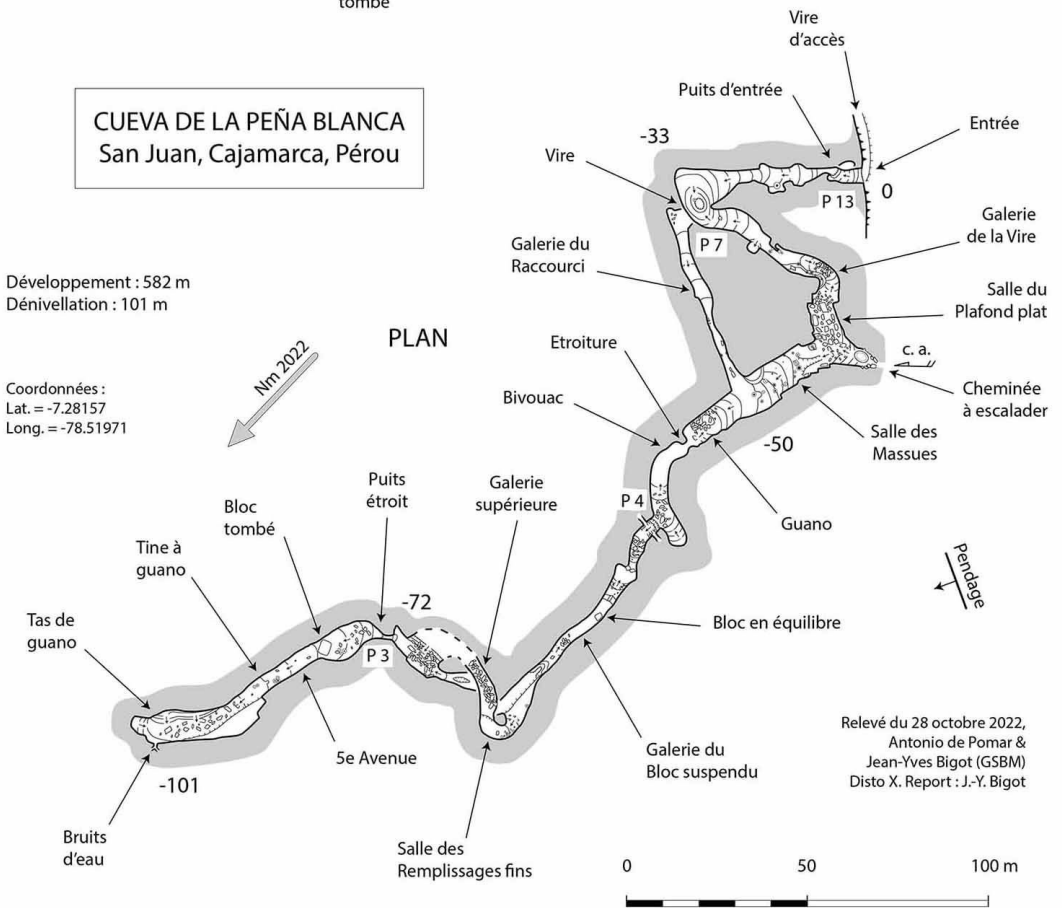 tombé
Vire
d'accès
Puits d'entrée
CUEVA DE LA PEÑA BLANCA
San Juan, Cajamarca, Pérou
-33
Entrée
Vire
P 13
0
Galerie
de la Vire
P 7
Galerie du
Raccourci
Développement : 582 m
Dénivellation : 101 m
Salle du
Plafond plat
PLAN
Etroiture
c. a.
Nm 2022
Coordonnées :
Lat. = -7.28157
Long. = -78.51971
Bivouac
Cheminée
à escalader
Salle des
Massues
-50
Puits
étroit
Galerie
supérieure
P 4
Bloc
tombé
Guano
Tine à
guano
Pendage
-72
Tas de
guano
Bloc en équilibre
P 3
Relevé du 28 octobre 2022,
Antonio de Pomar &
Jean-Yves Bigot (GSBM)
Disto X. Report : J.-Y. Bigot
5e Avenue
Galerie du
Bloc suspendu
-101
Bruits
d'eau
Salle des
Remplissages fins
0 50 100 m